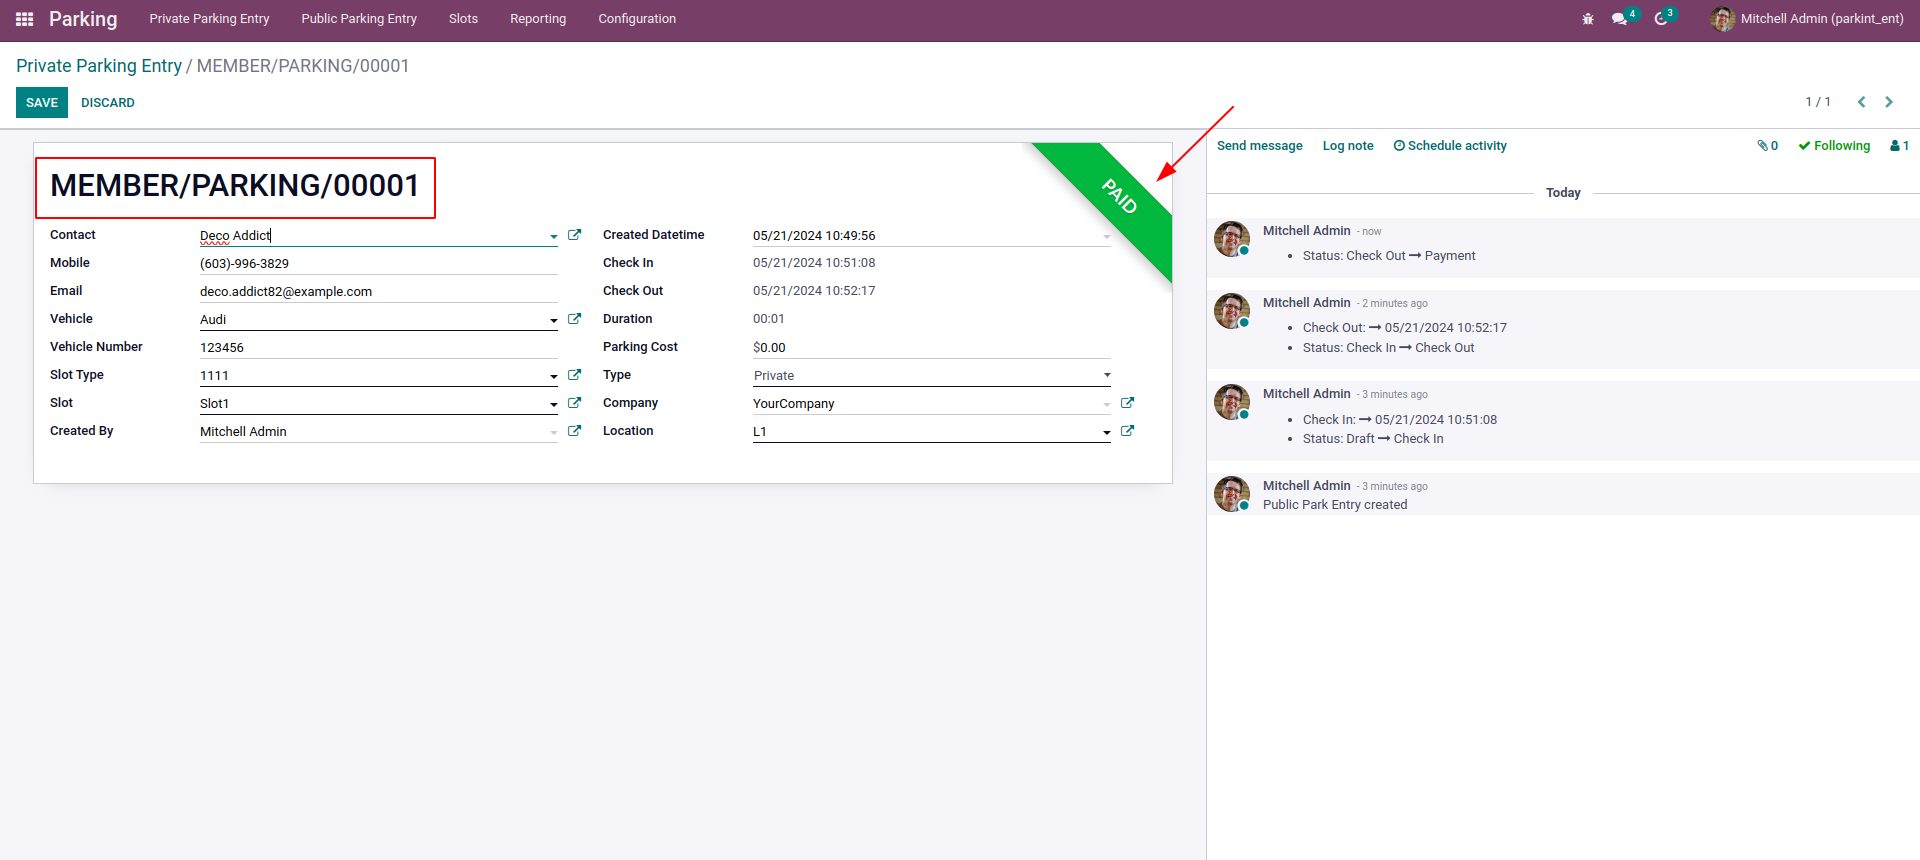 Parking Private Parking Entry Public Parking Entry Slots Reporting Configuration 4 3 Mitchell Admin (parkint_ent)
Private Parking Entry / MEMBER/PARKING/00001
SAVE DISCARD 1 / 1
MEMBER/PARKING/00001
PAID
Contact Deco Addict
Mobile (603)-996-3829
Email deco.addict82@example.com
Vehicle Audi
Vehicle Number 123456
Slot Type 1111
Slot Slot1
Created By Mitchell Admin
Created Datetime 05/21/2024 10:49:56
Check In 05/21/2024 10:51:08
Check Out 05/21/2024 10:52:17
Duration 00:01
Parking Cost $0.00
Type Private
Company YourCompany
Location L1
Send message Log note Schedule activity 0 Following 1
Today
Mitchell Admin - now
• Status: Check Out → Payment
Mitchell Admin - 2 minutes ago
• Check Out: → 05/21/2024 10:52:17
• Status: Check In → Check Out
Mitchell Admin - 3 minutes ago
• Check In: → 05/21/2024 10:51:08
• Status: Draft → Check In
Mitchell Admin - 3 minutes ago
Public Park Entry created